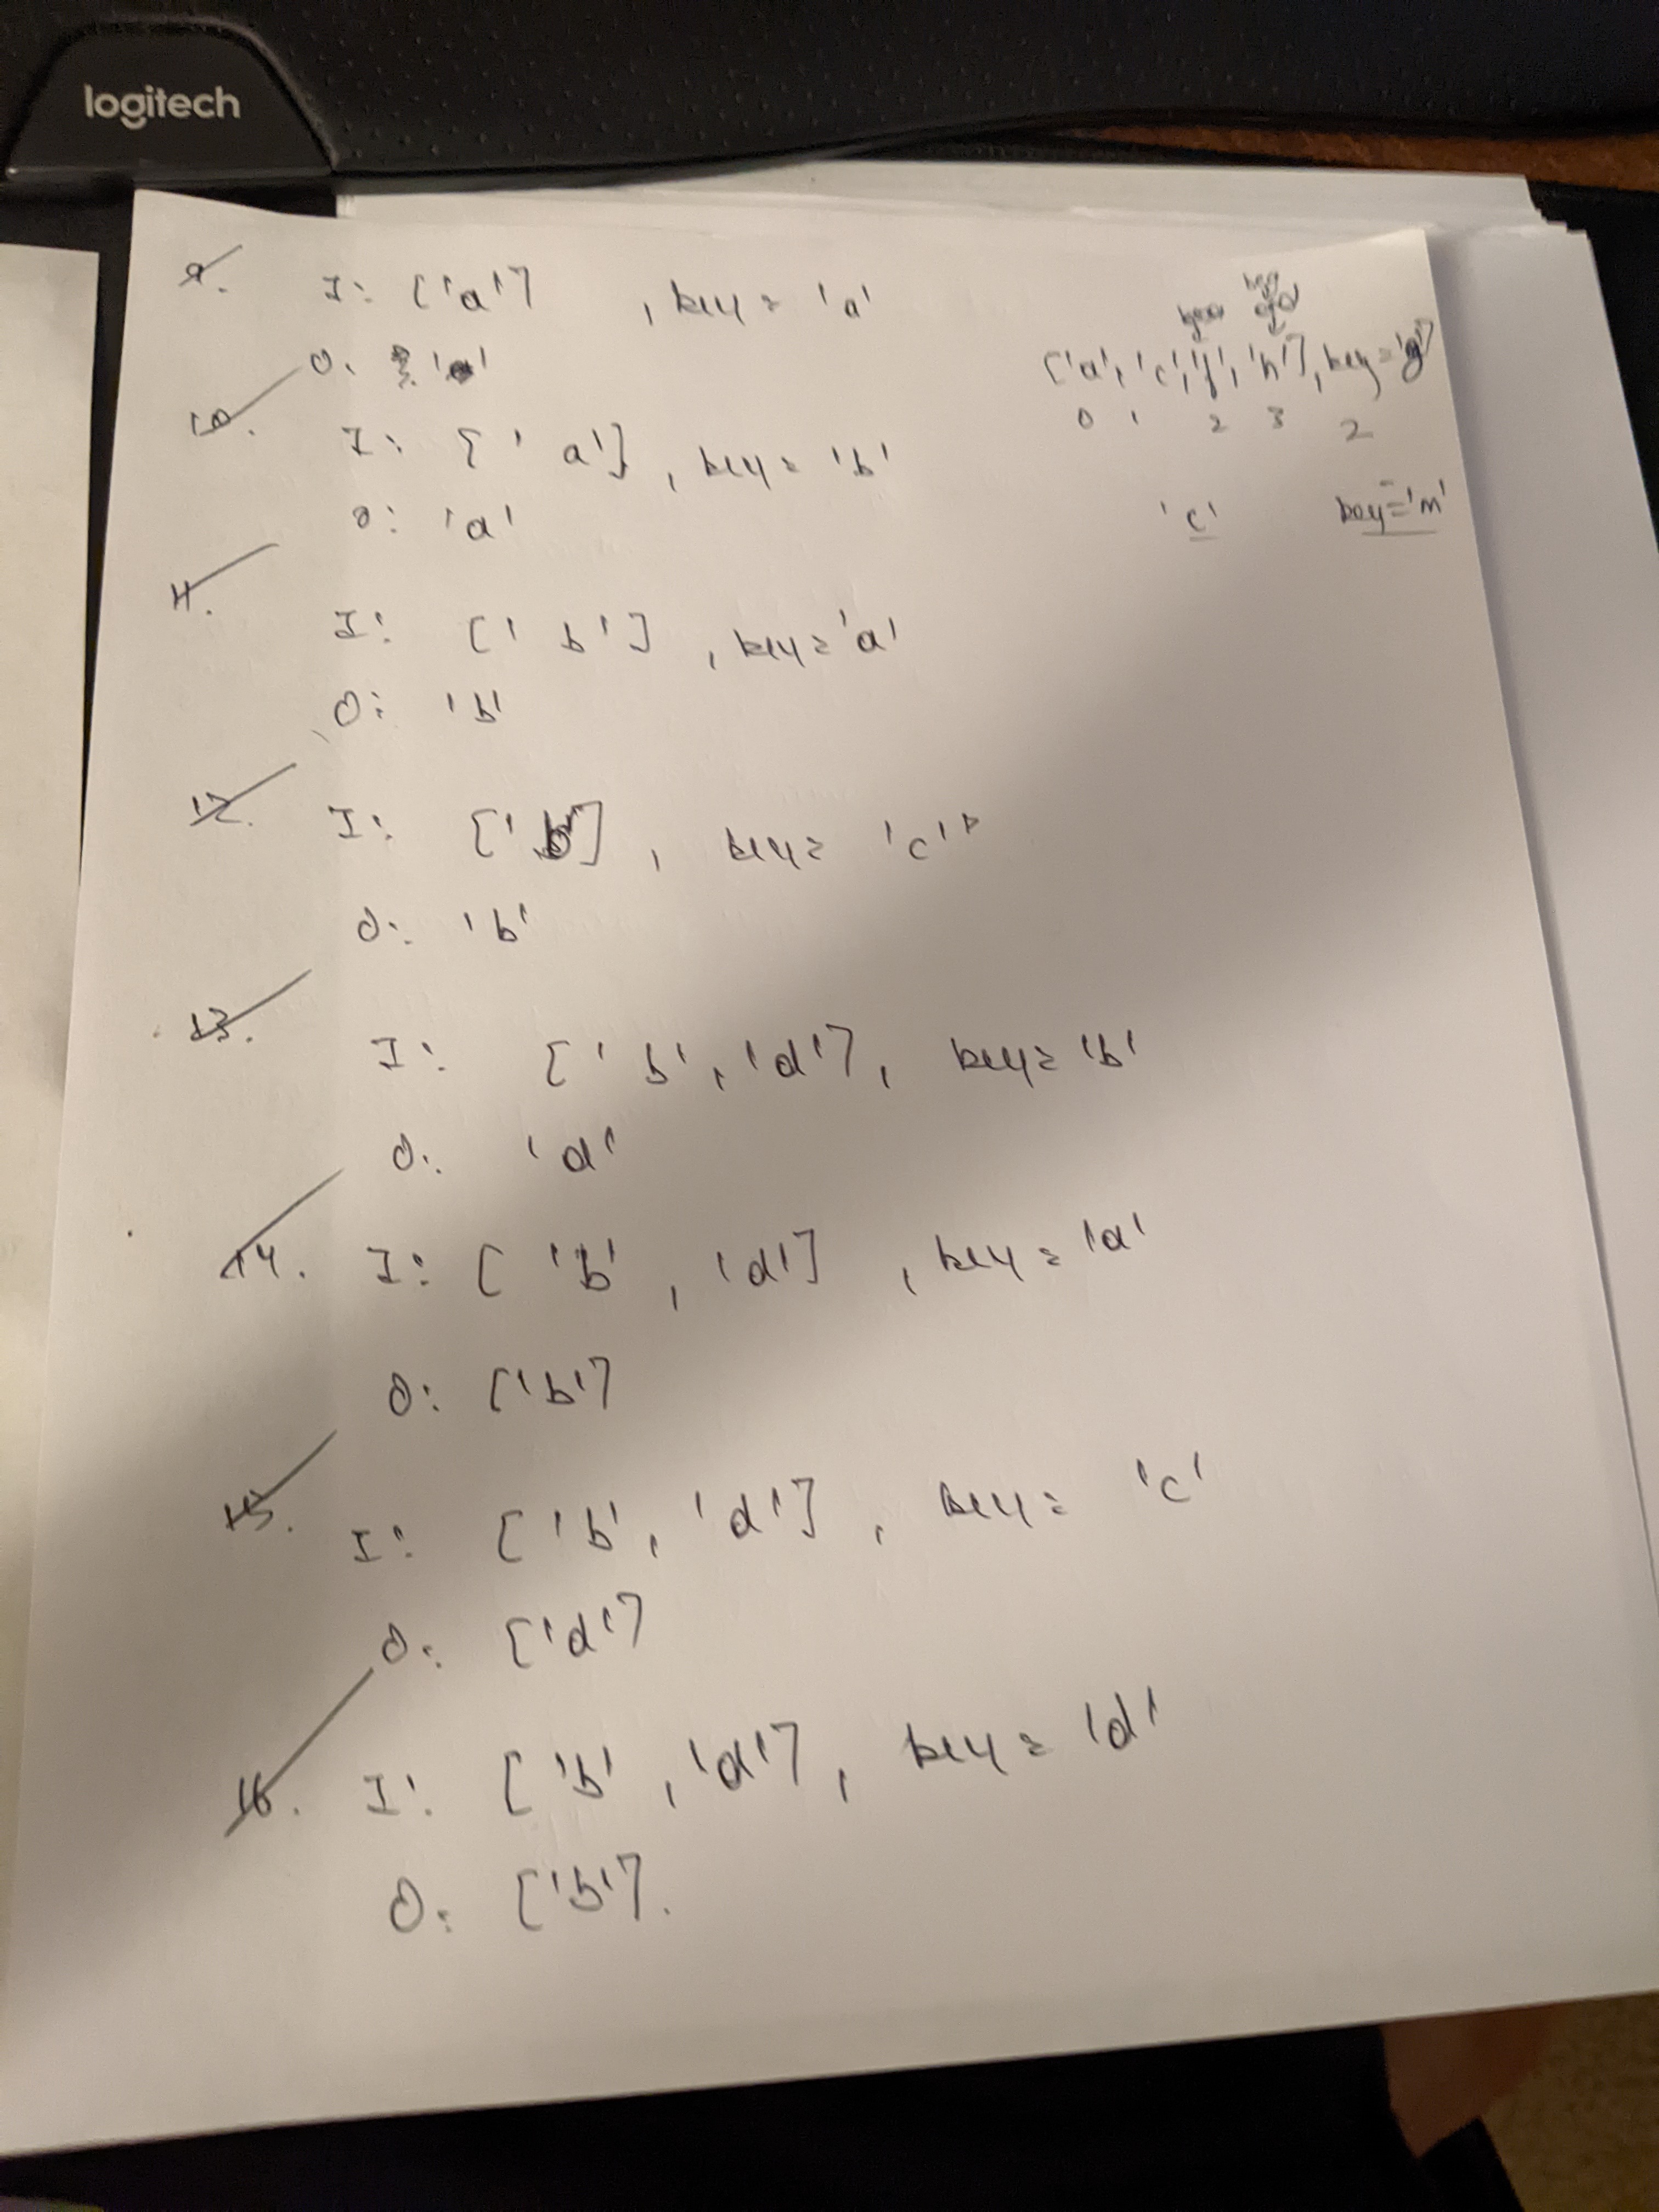 logitech
9. I: ['a'] , key = 'a'
O: 'a'
10. I: ['a'] , key = 'b'
O: 'a'
11. I: ['b'] , key = 'a'
O: 'b'
12. I: ['b'] , key = 'c'
O: 'b'
13. I: ['b', 'd'], key = 'b'
O: 'd'
14. I: ['b' , 'd'] , key = 'a'
O: ['b']
15. I: ['b', 'd'] , key = 'c'
O: ['d']
16. I: ['b' , 'd'], key = 'd'
O: ['b'].
['a', 'c', 'f', 'h'], key = 'g'
0 1 2 3 2
'c' key = 'm'